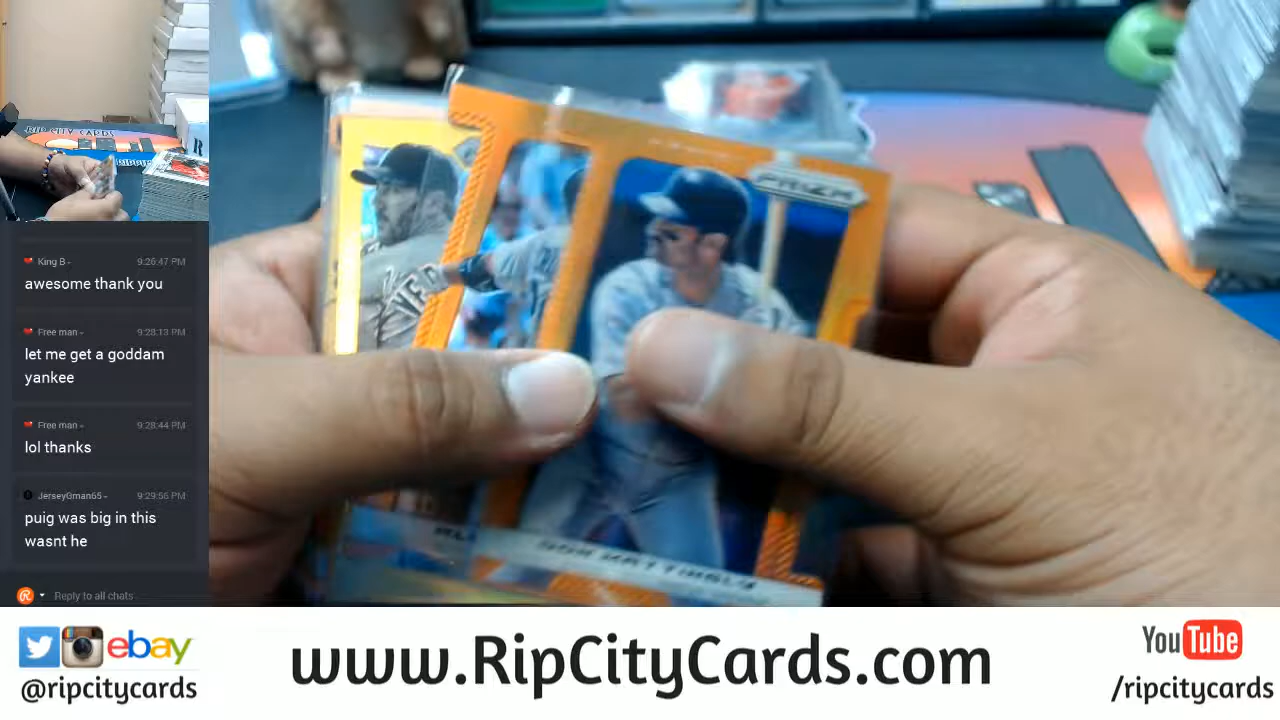 RIP CITY CARDS
King B 9:26:47 PM
awesome thank you
Free man 9:28:13 PM
let me get a goddam
yankee
Free man 9:28:44 PM
lol thanks
JerseyGman65 9:29:56 PM
puig was big in this
wasnt he
Reply to all chats
PRIZM
DON MATTINGLY
ebay
@ripcitycards
www.RipCityCards.com
YouTube
/ripcitycards